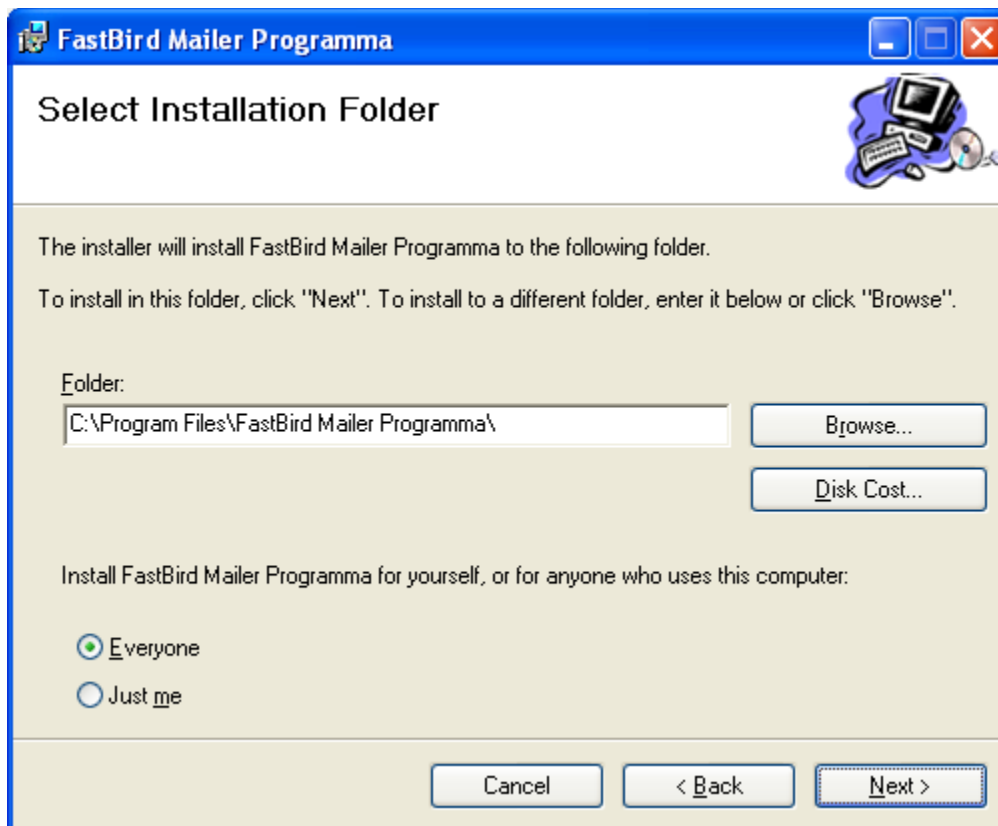 FastBird Mailer Programma
Select Installation Folder
The installer will install FastBird Mailer Programma to the following folder.
To install in this folder, click "Next". To install to a different folder, enter it below or click "Browse".
Folder:
C:\Program Files\FastBird Mailer Programma\
Browse...
Disk Cost...
Install FastBird Mailer Programma for yourself, or for anyone who uses this computer:
Everyone
Just me
Cancel
< Back
Next >